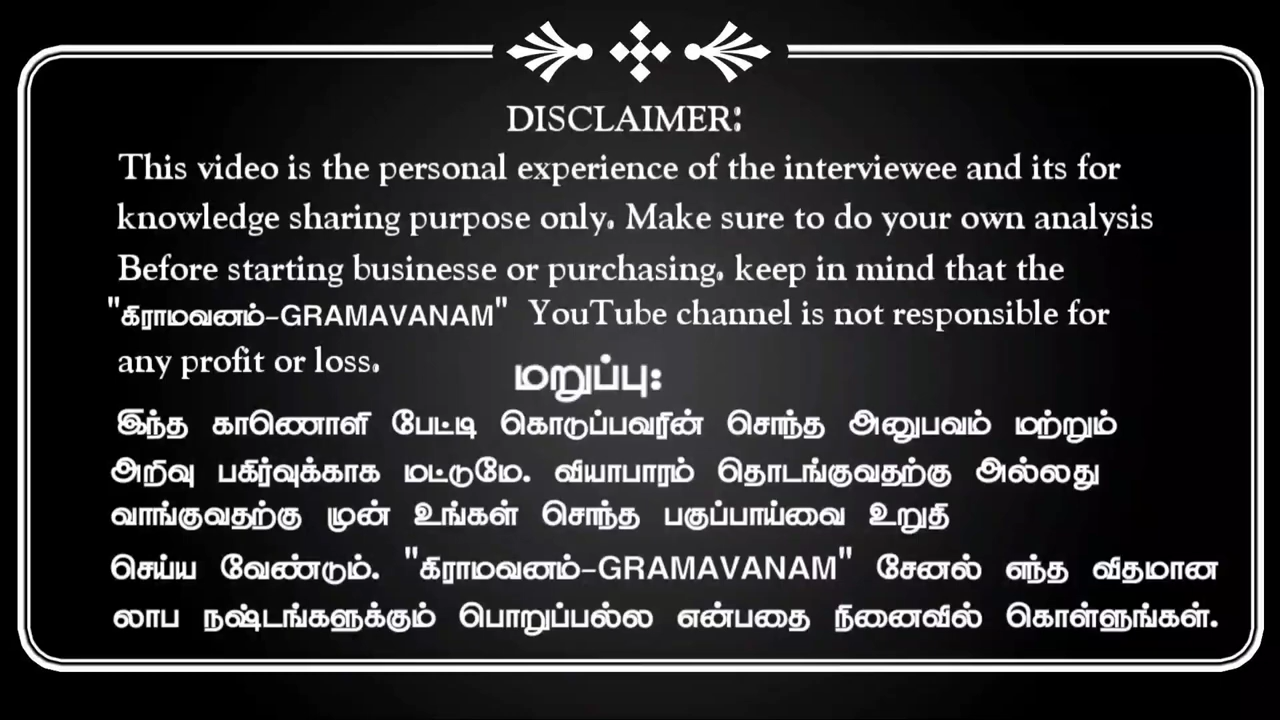 DISCLAIMER:
This video is the personal experience of the interviewee and its for
knowledge sharing purpose only. Make sure to do your own analysis
Before starting businesse or purchasing. keep in mind that the
"கிராமவனம்-GRAMAVANAM" YouTube channel is not responsible for
any profit or loss.
மறுப்பு:
இந்த காணொளி பேட்டி கொடுப்பவரின் சொந்த அனுபவம் மற்றும்
அறிவு பகிர்வுக்காக மட்டுமே. வியாபாரம் தொடங்குவதற்கு அல்லது
வாங்குவதற்கு முன் உங்கள் சொந்த பகுப்பாய்வை உறுதி
செய்ய வேண்டும். "கிராமவனம்-GRAMAVANAM" சேனல் எந்த விதமான
லாப நஷ்டங்களுக்கும் பொறுப்பல்ல என்பதை நினைவில் கொள்ளுங்கள்.